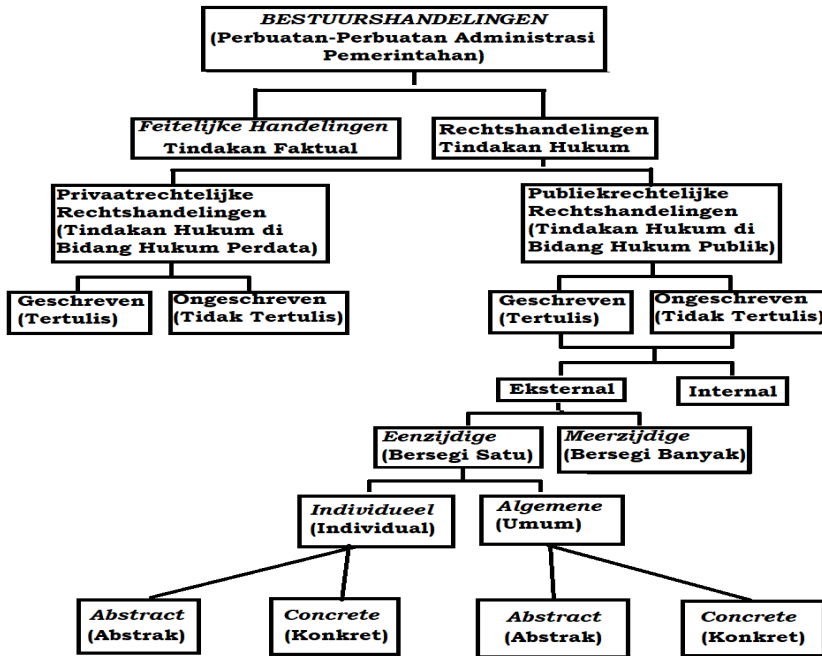 BESTUURSHANDELINGEN
(Perbuatan-Perbuatan Administrasi
Pemerintahan)
Feitelijke Handelingen
Tindakan Faktual
Rechtshandelingen
Tindakan Hukum
Privaatrechtelijke
Rechtshandelingen
(Tindakan Hukum di
Bidang Hukum Perdata)
Publiekrechtelijke
Rechtshandelingen
(Tindakan Hukum di
Bidang Hukum Publik)
Geschreven
(Tertulis)
Ongeschreven
(Tidak Tertulis)
Geschreven
(Tertulis)
Ongeschreven
(Tidak Tertulis)
Eksternal
Internal
Eenzijdige
(Bersegi Satu)
Meerzijdige
(Bersegi Banyak)
Individueel
(Individual)
Algemene
(Umum)
Abstract
(Abstrak)
Concrete
(Konkret)
Abstract
(Abstrak)
Concrete
(Konkret)